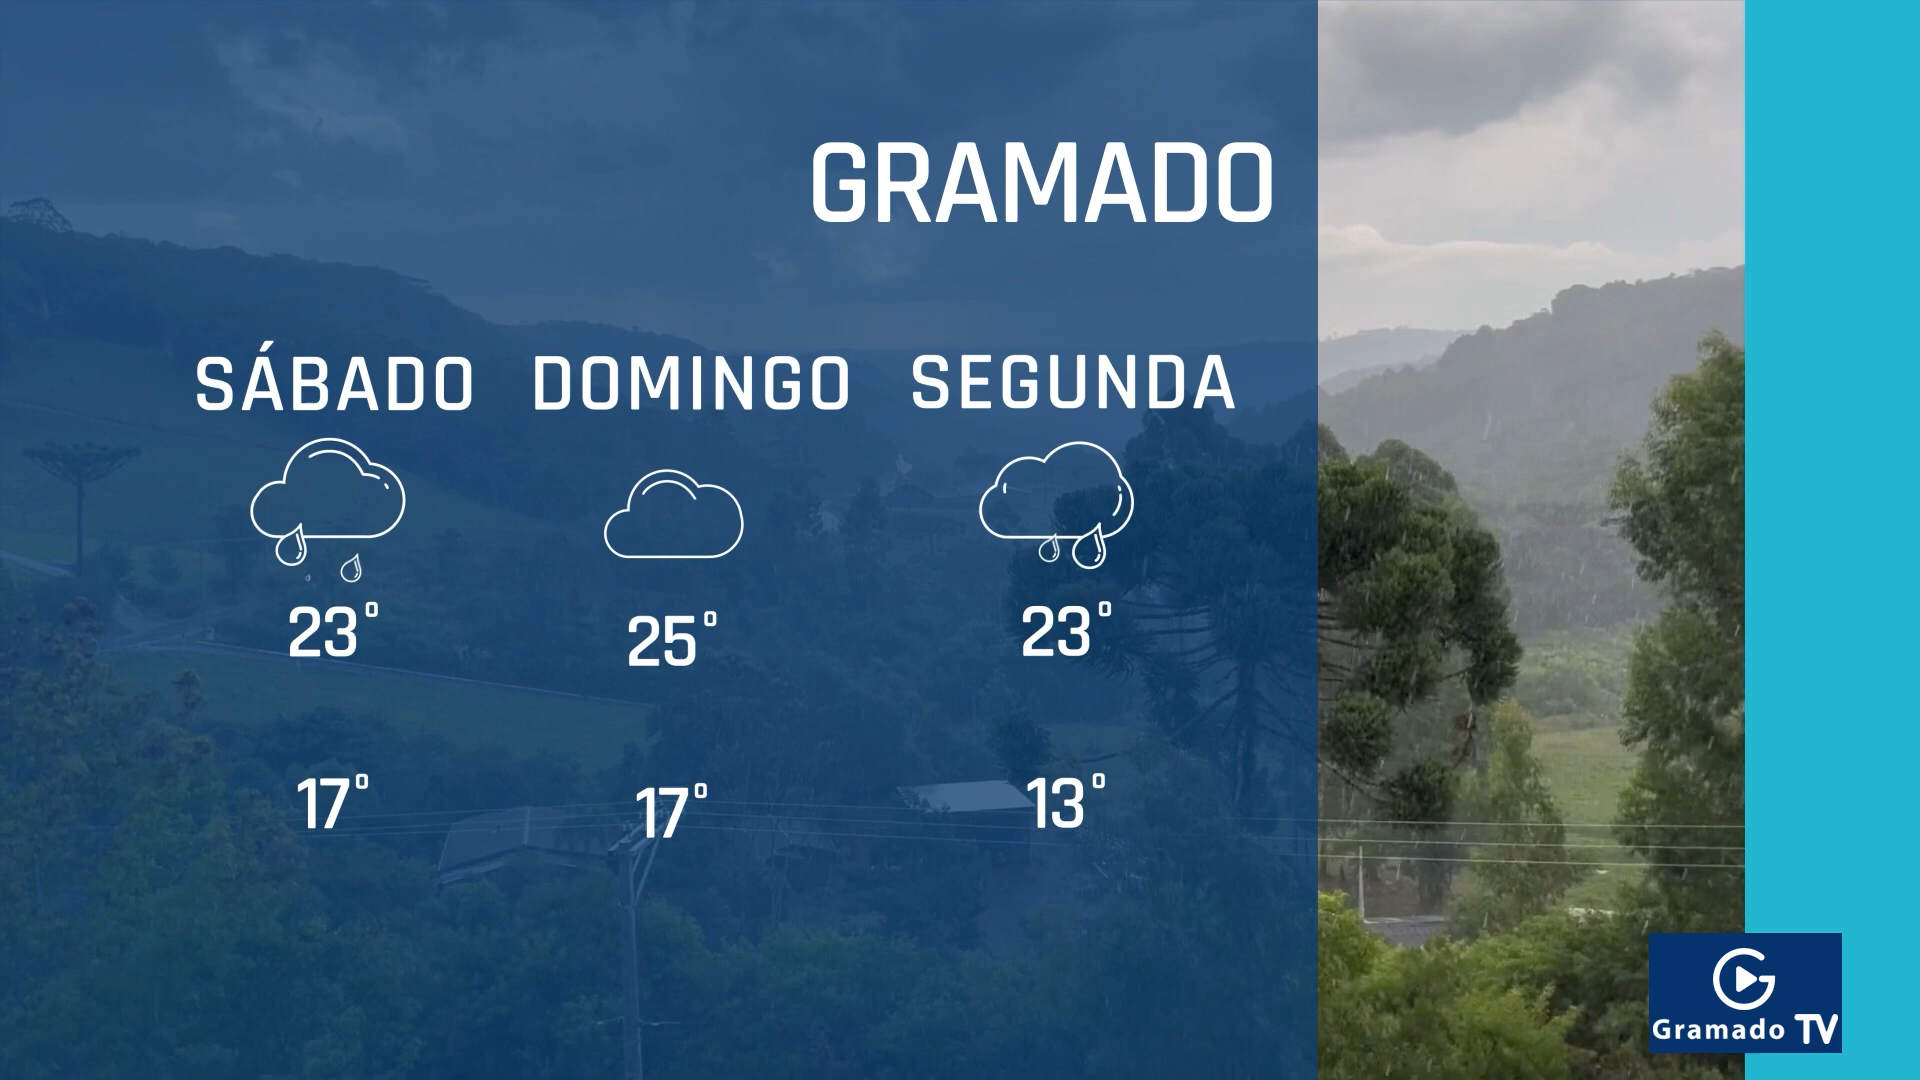 GRAMADO
SÁBADO DOMINGO SEGUNDA
23° 25° 23°
17° 17° 13°
Gramado TV